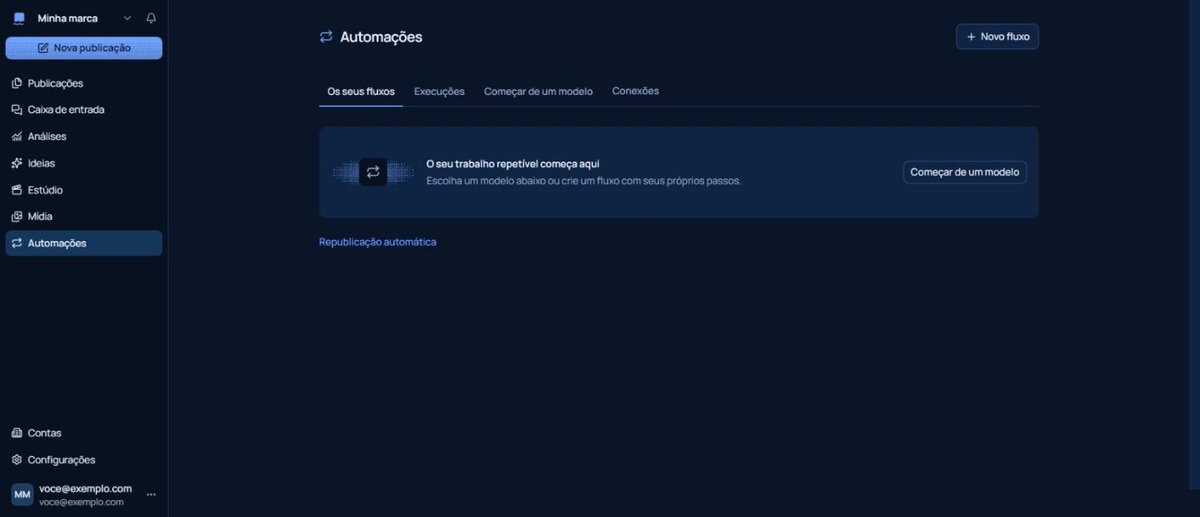 Minha marca
Nova publicação
Publicações
Caixa de entrada
Análises
Ideias
Estúdio
Mídia
Automações
Contas
Configurações
MM
voce@exemplo.com
voce@exemplo.com
Automações
Novo fluxo
Os seus fluxos
Execuções
Começar de um modelo
Conexões
O seu trabalho repetível começa aqui
Escolha um modelo abaixo ou crie um fluxo com seus próprios passos.
Começar de um modelo
Republicação automática